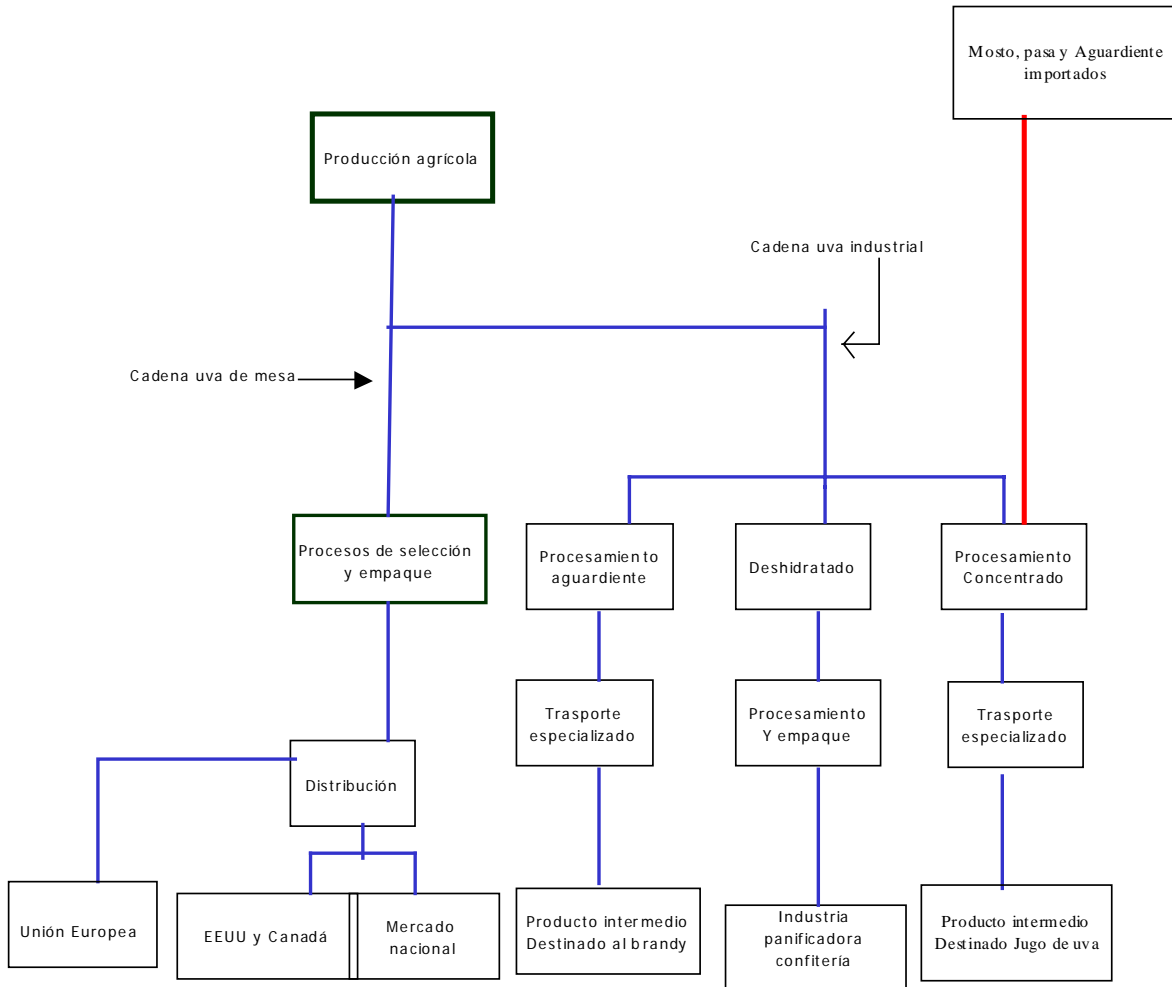 Mosto, pasa y Aguardiente
importados
Producción agrícola
Cadena uva industrial
Cadena uva de mesa
Procesos de selección
y empaque
Procesamiento
aguardiente
Deshidratado
Procesamiento
Concentrado
Trasporte
especializado
Procesamiento
Y empaque
Trasporte
especializado
Distribución
Unión Europea
EEUU y Canadá
Mercado
nacional
Producto intermedio
Destinado al brandy
Industria
panificadora
confitería
Producto intermedio
Destinado Jugo de uva